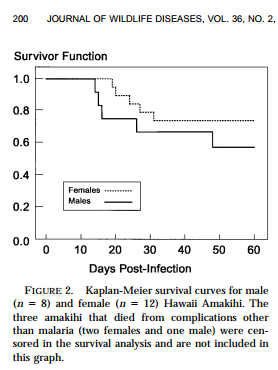 200 JOURNAL OF WILDLIFE DISEASES, VOL. 36, NO. 2,
Survivor Function
1.0
0.8
0.6
0.4
0.2
0.0
Females
Males
0 10 20 30 40 50 60
Days Post-Infection
FIGURE 2. Kaplan-Meier survival curves for male
(n = 8) and female (n = 12) Hawaii Amakihi. The
three amakihi that died from complications other
than malaria (two females and one male) were cen-
sored in the survival analysis and are not included in
this graph.